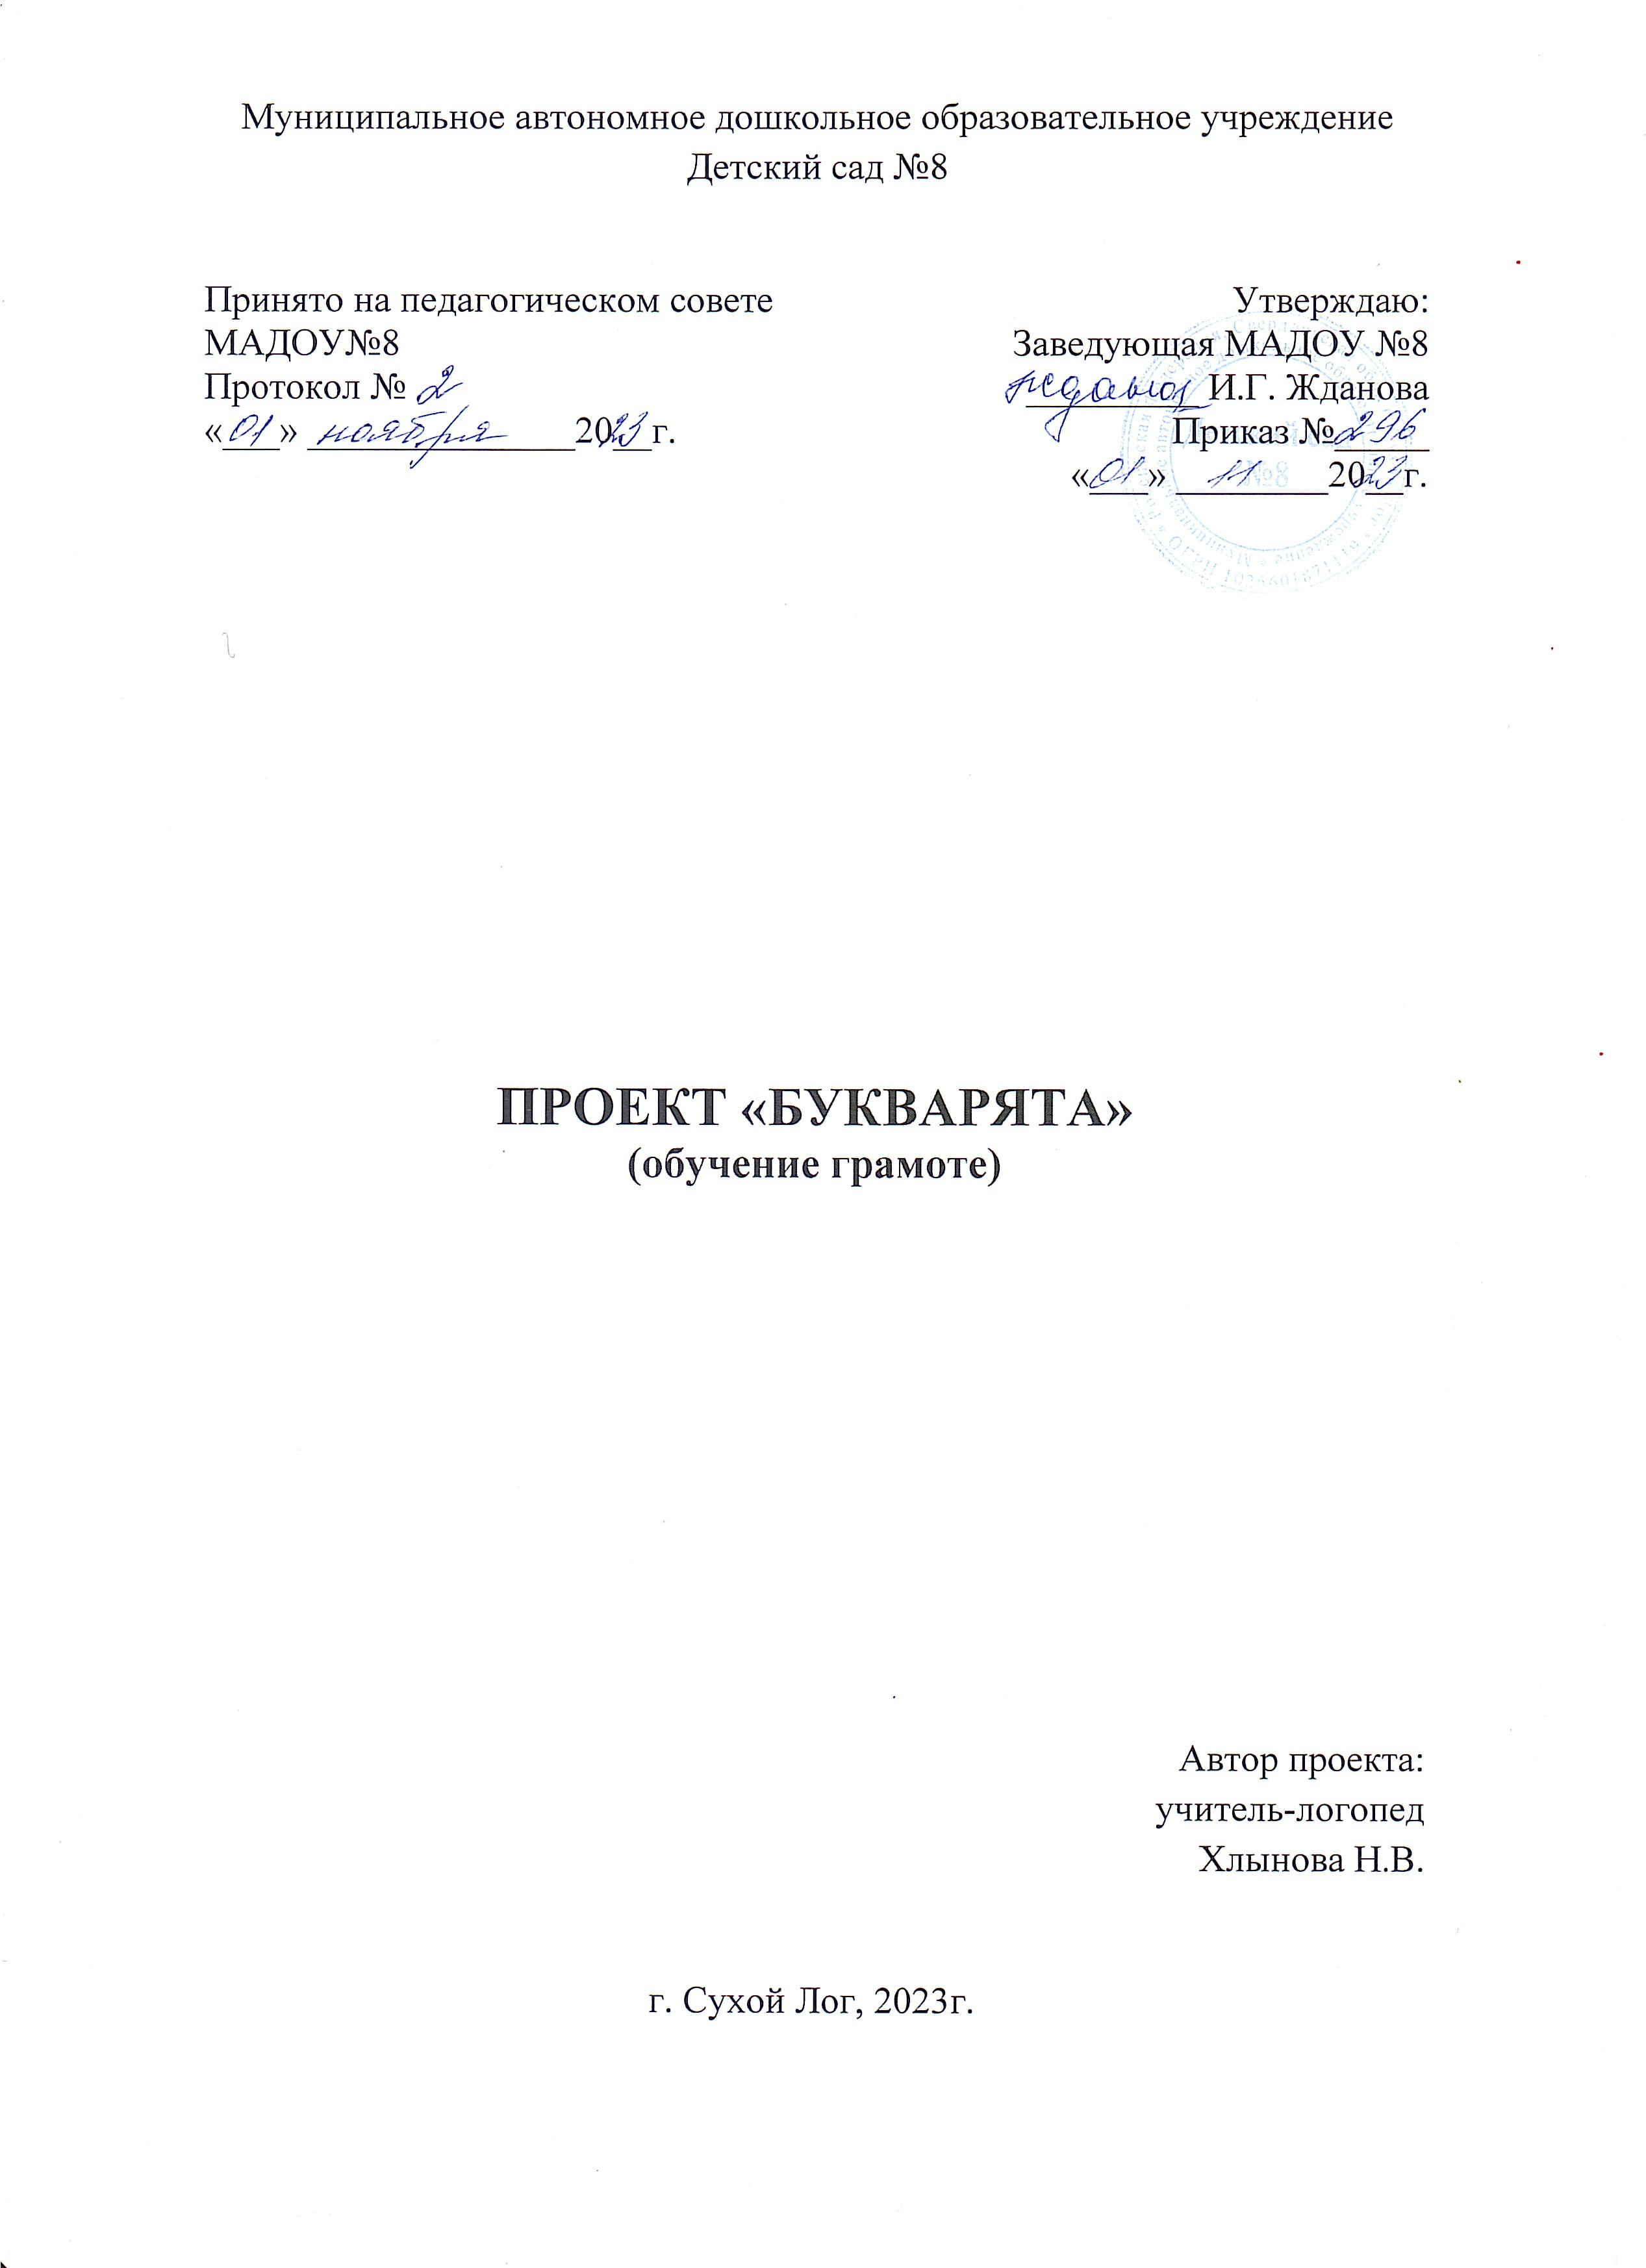 Муниципальное автономное дошкольное образовательное учреждение
Детский сад №8
Принято на педагогическом совете
МАДОУ№8
Протокол № 2
«01» ноября 2023 г.
Утверждаю:
Заведующая МАДОУ №8
И.Г. Жданова
Приказ № 296
«01» 11 2023 г.
№8
ПРОЕКТ «БУКВАРЯТА»
(обучение грамоте)
Автор проекта:
учитель-логопед
Хлынова Н.В.
г. Сухой Лог, 2023г.